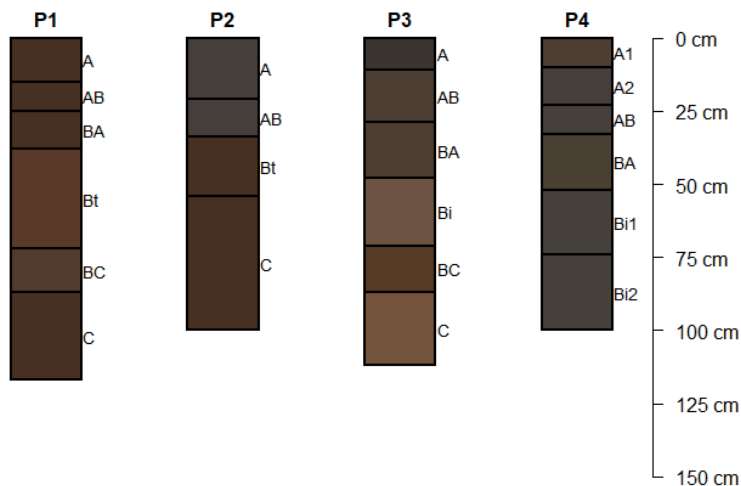 P1
P2
P3
P4
A
AB
BA
Bt
BC
C
A
AB
Bt
C
A
AB
BA
Bi
BC
C
A1
A2
AB
BA
Bi1
Bi2
0 cm
25 cm
50 cm
75 cm
100 cm
125 cm
150 cm